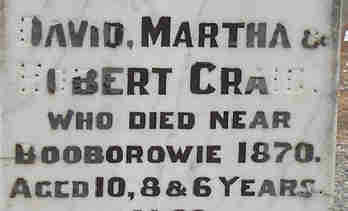 DAVID, MARTHA &
ROBERT CRAIG.
WHO DIED NEAR
BOOBOROWIE 1870.
AGED 10, 8 & 6 YEARS